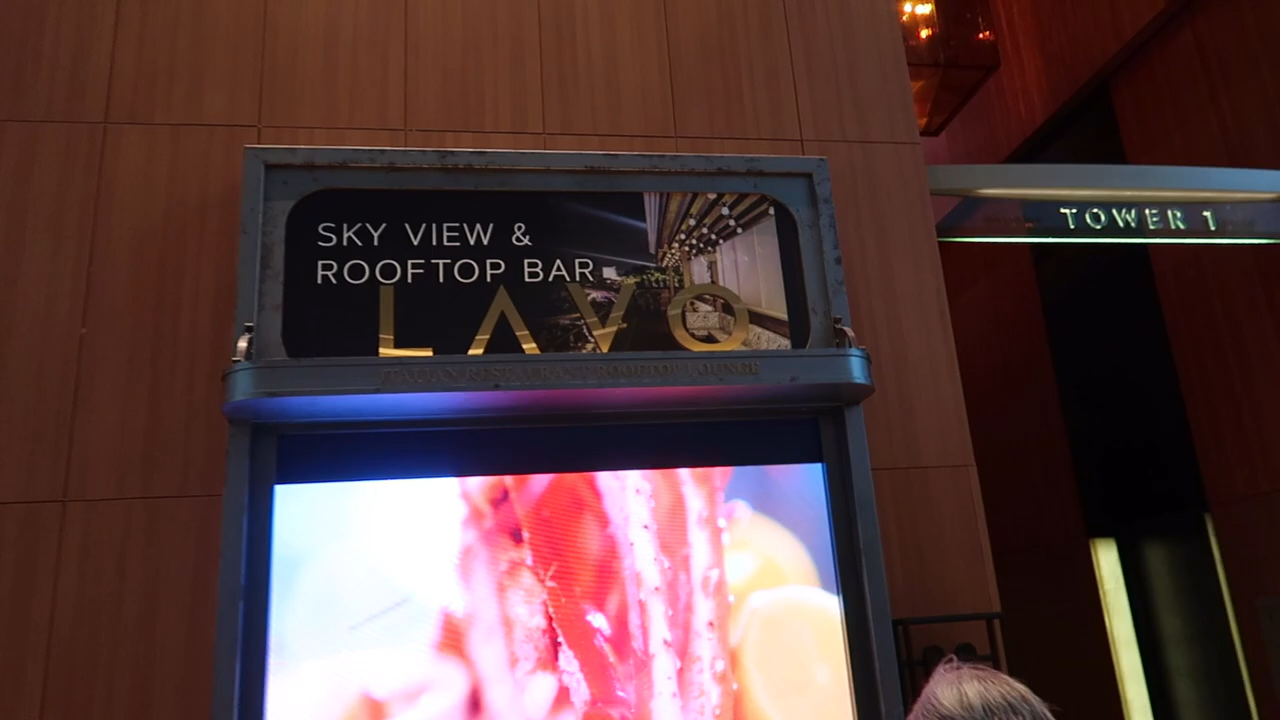 SKY VIEW &
ROOFTOP BAR
LAVO
ITALIAN RESTAURANT ROOFTOP LOUNGE
TOWER 1